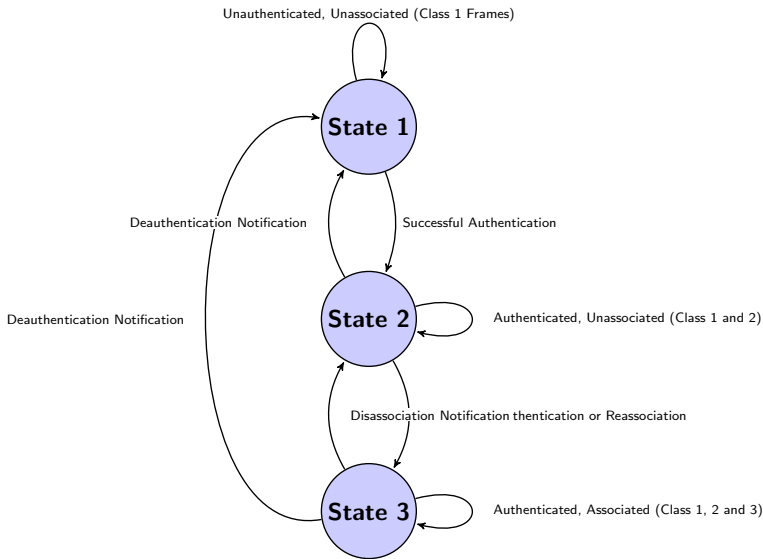 Unauthenticated, Unassociated (Class 1 Frames)
State 1
Deauthentication Notification
Successful Authentication
State 2
Deauthentication Notification
Authenticated, Unassociated (Class 1 and 2)
Disassociation Notification thentication or Reassociation
State 3
Authenticated, Associated (Class 1, 2 and 3)